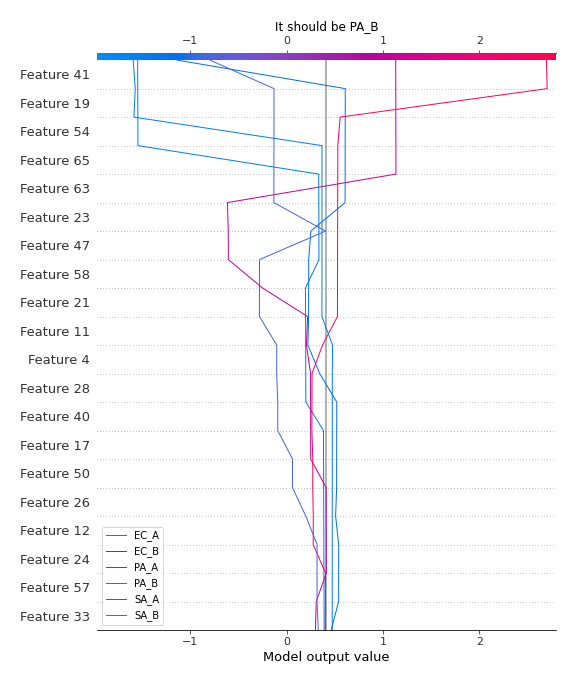 It should be PA_B
−1 0 1 2
Feature 41
Feature 19
Feature 54
Feature 65
Feature 63
Feature 23
Feature 47
Feature 58
Feature 21
Feature 11
Feature 4
Feature 28
Feature 40
Feature 17
Feature 50
Feature 26
Feature 12
Feature 24
Feature 57
Feature 33
EC_A
EC_B
PA_A
PA_B
SA_A
SA_B
−1 0 1 2
Model output value